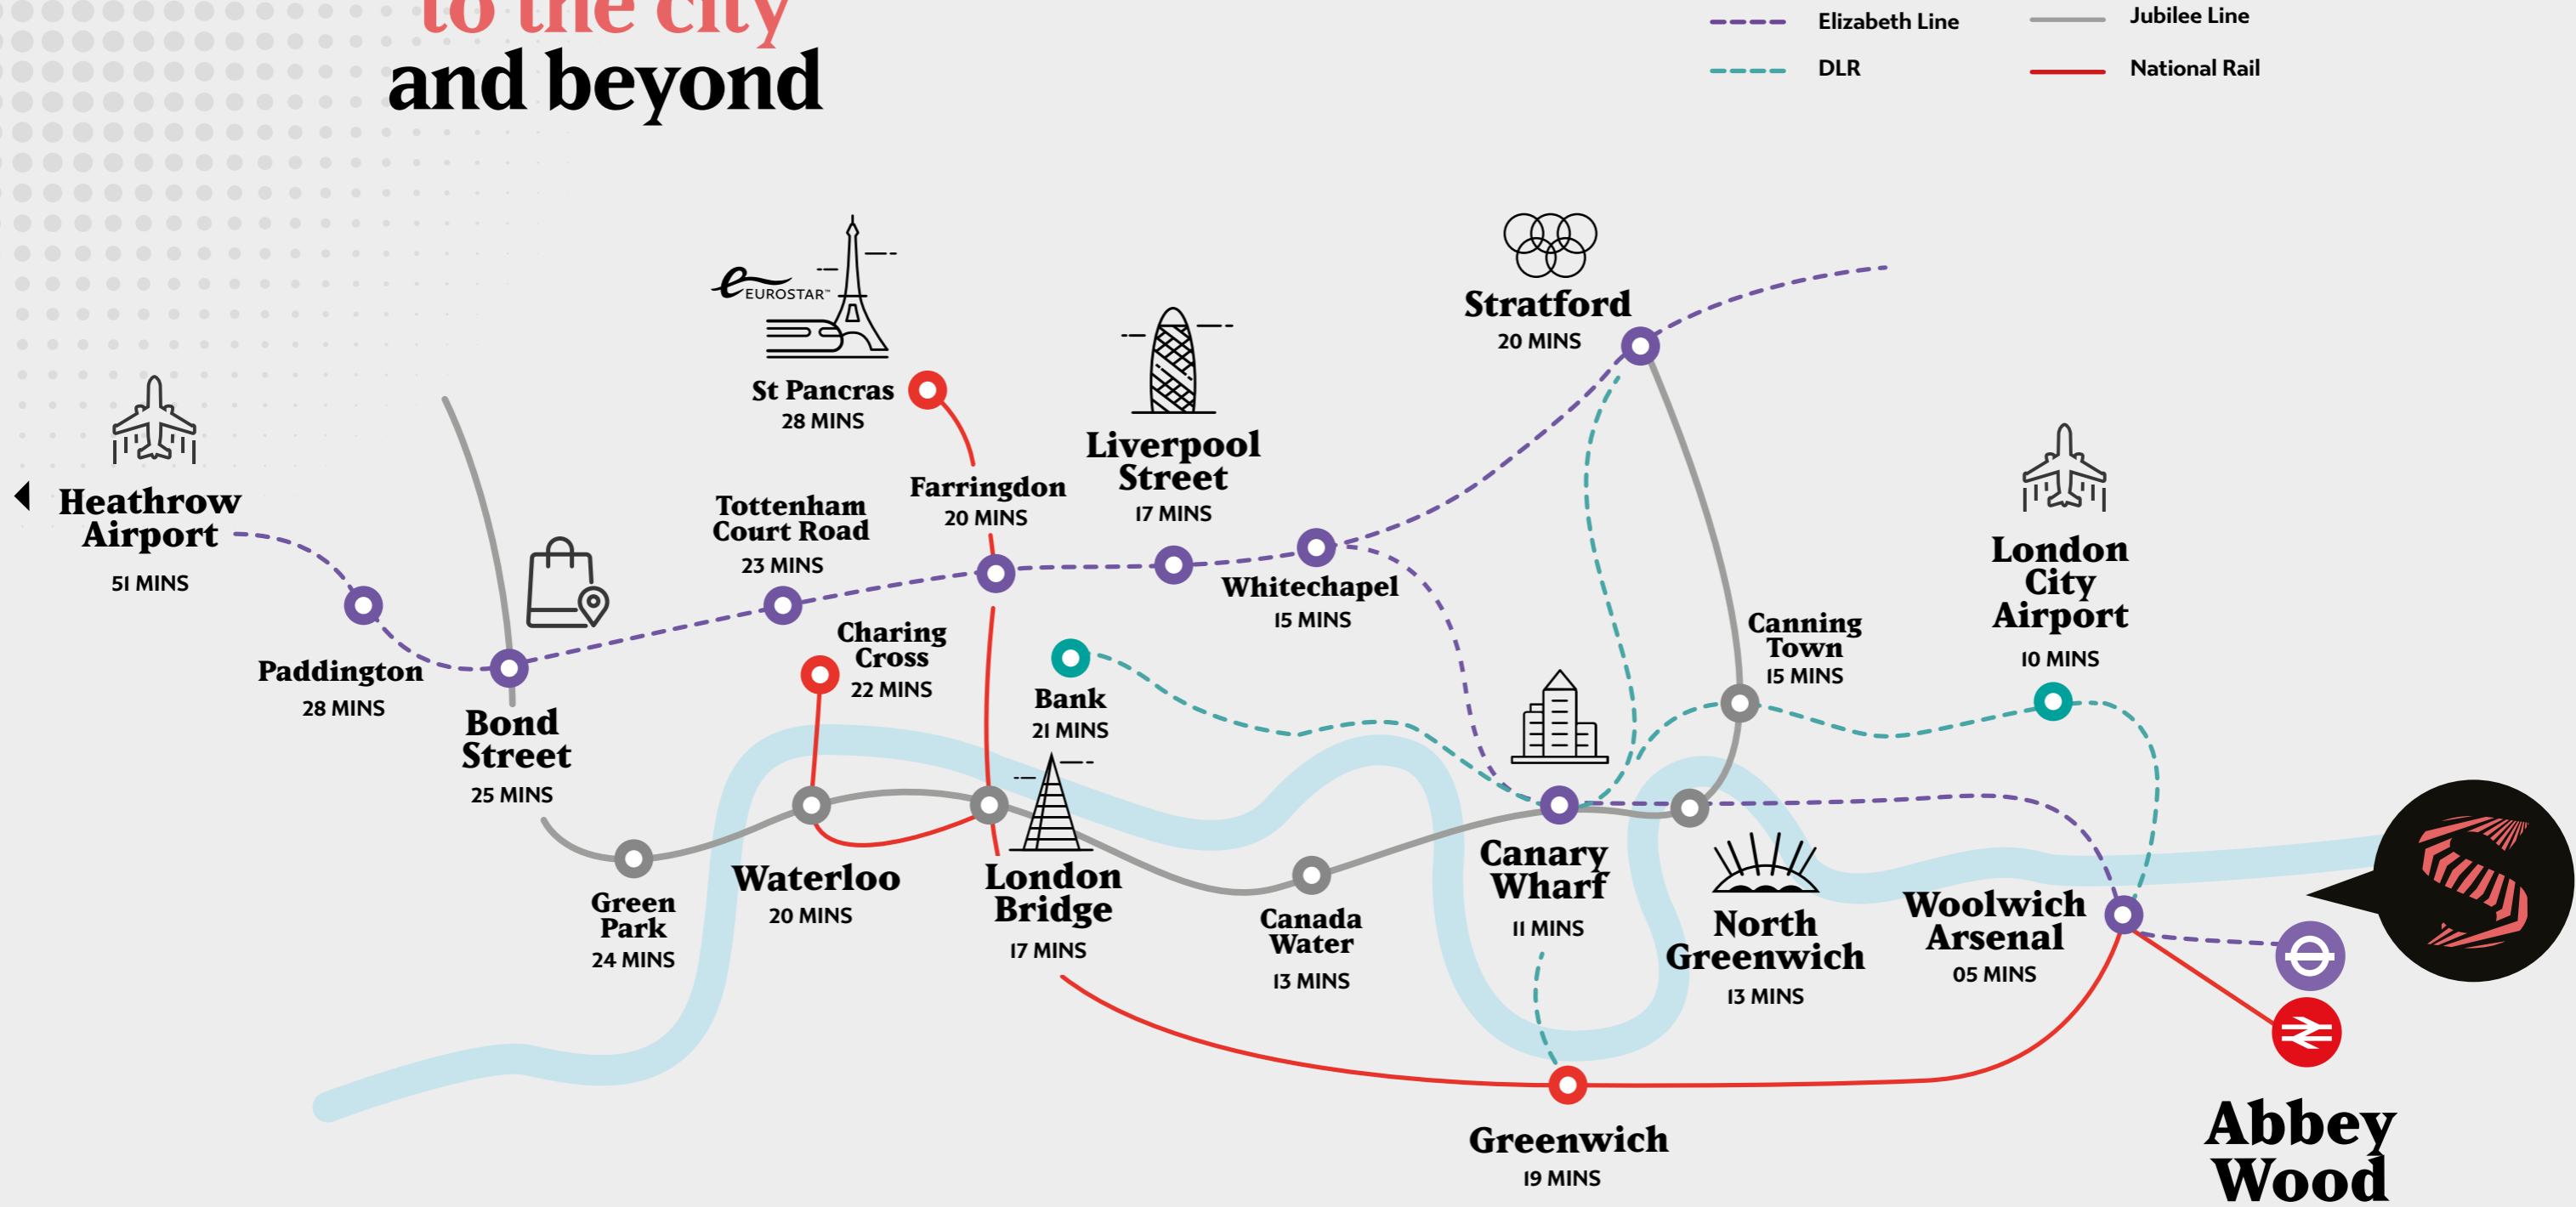 to the city
and beyond
Elizabeth Line
Jubilee Line
DLR
National Rail
Stratford
20 MINS
EUROSTAR™
St Pancras
28 MINS
Liverpool
Street
17 MINS
Heathrow
Airport
51 MINS
Tottenham
Court Road
23 MINS
Farringdon
20 MINS
Whitechapel
15 MINS
London
City
Airport
10 MINS
Canning
Town
15 MINS
Paddington
28 MINS
Bond
Street
25 MINS
Charing
Cross
22 MINS
Bank
21 MINS
Green
Park
24 MINS
Waterloo
20 MINS
London
Bridge
17 MINS
Canada
Water
13 MINS
Canary
Wharf
11 MINS
North
Greenwich
13 MINS
Woolwich
Arsenal
05 MINS
Greenwich
19 MINS
Abbey
Wood